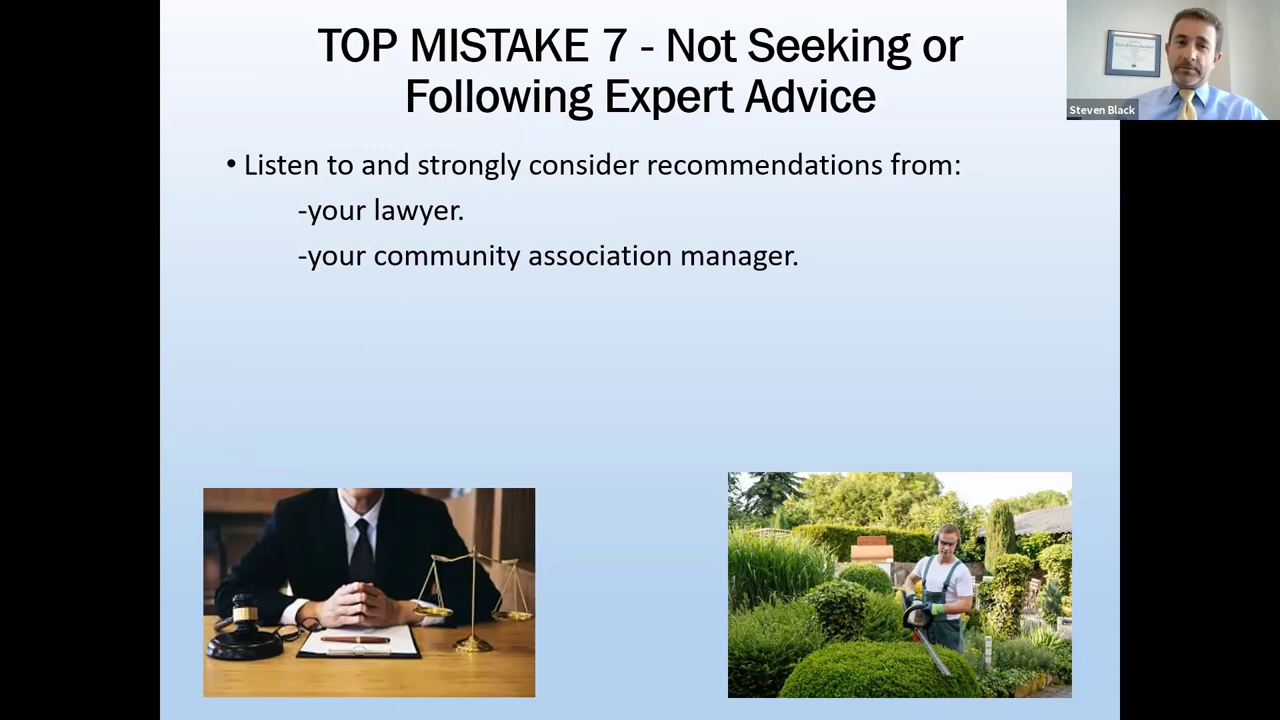 TOP MISTAKE 7 - Not Seeking or
Following Expert Advice
• Listen to and strongly consider recommendations from:
-your lawyer.
-your community association manager.
Steven Black